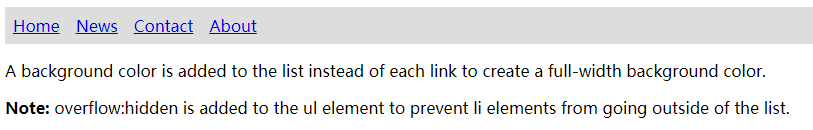 Home News Contact About
A background color is added to the list instead of each link to create a full-width background color.
Note: overflow:hidden is added to the ul element to prevent li elements from going outside of the list.